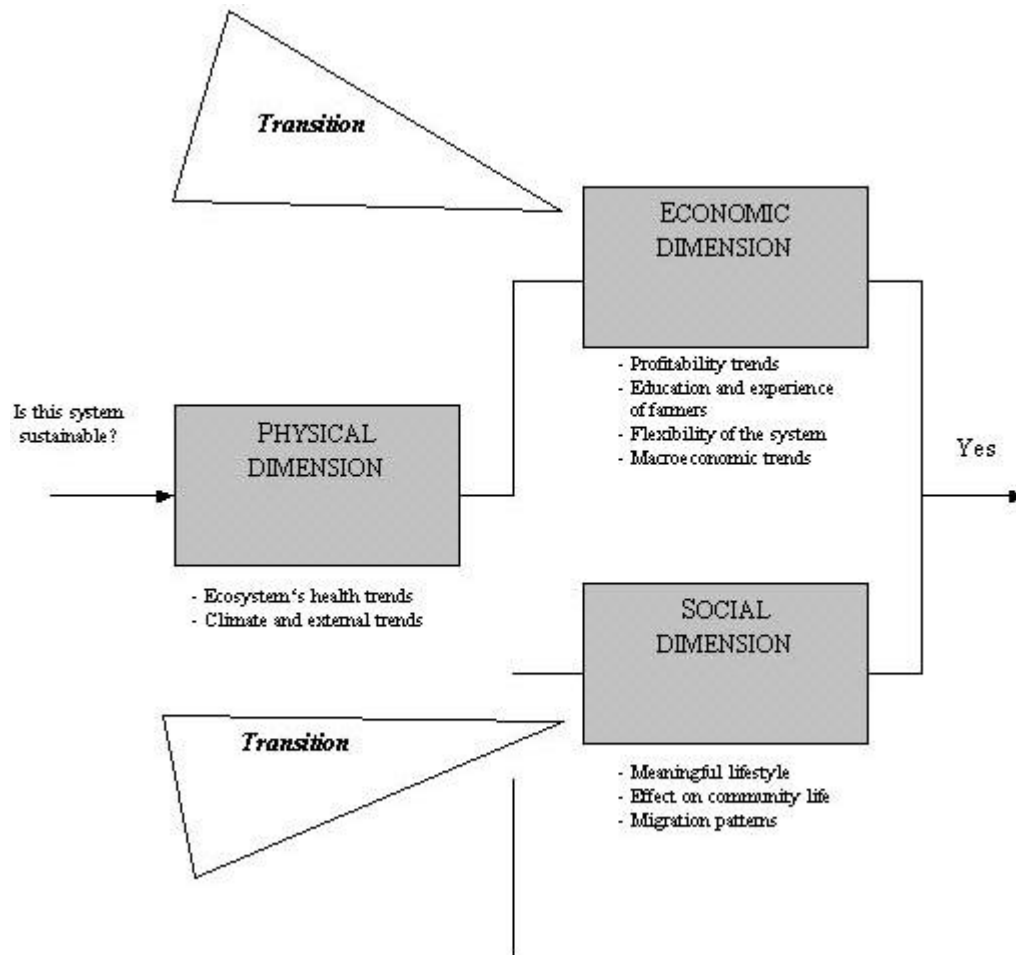 Transition
ECONOMIC
DIMENSION
- Profitability trends
- Education and experience
of farmers
- Flexibility of the system
- Macroeconomic trends
Is this system
sustainable?
PHYSICAL
DIMENSION
- Ecosystem‘s health trends
- Climate and external trends
Yes
SOCIAL
DIMENSION
Transition
- Meaningful lifestyle
- Effect on community life
- Migration patterns